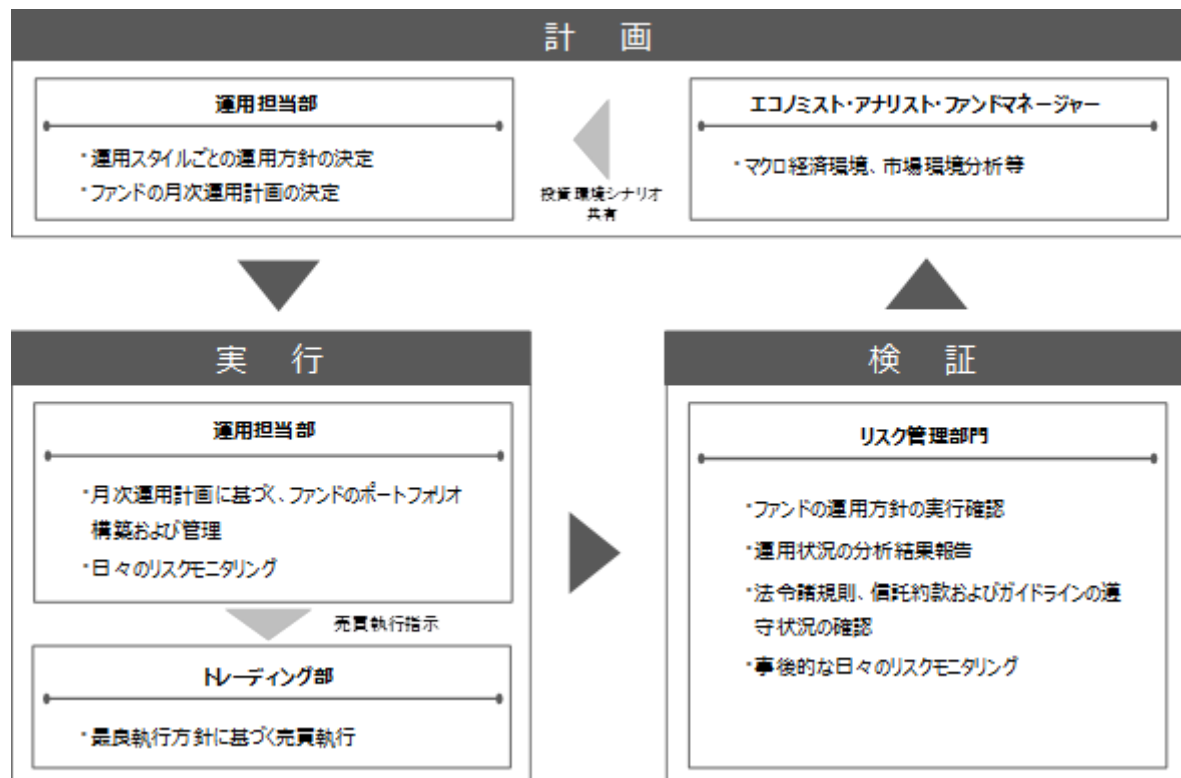 計　画
運用担当部
・運用スタイルごとの運用方針の決定
・ファンドの月次運用計画の決定
投資環境シナリオ
共有
エコノミスト・アナリスト・ファンドマネージャー
・マクロ経済環境、市場環境分析等
実　行
運用担当部
・月次運用計画に基づく、ファンドのポートフォリオ
構築および管理
・日々のリスクモニタリング
売買執行指示
トレーディング部
・最良執行方針に基づく売買執行
検　証
リスク管理部門
・ファンドの運用方針の実行確認
・運用状況の分析結果報告
・法令諸規則、信託約款およびガイドラインの遵
守状況の確認
・事後的な日々のリスクモニタリング